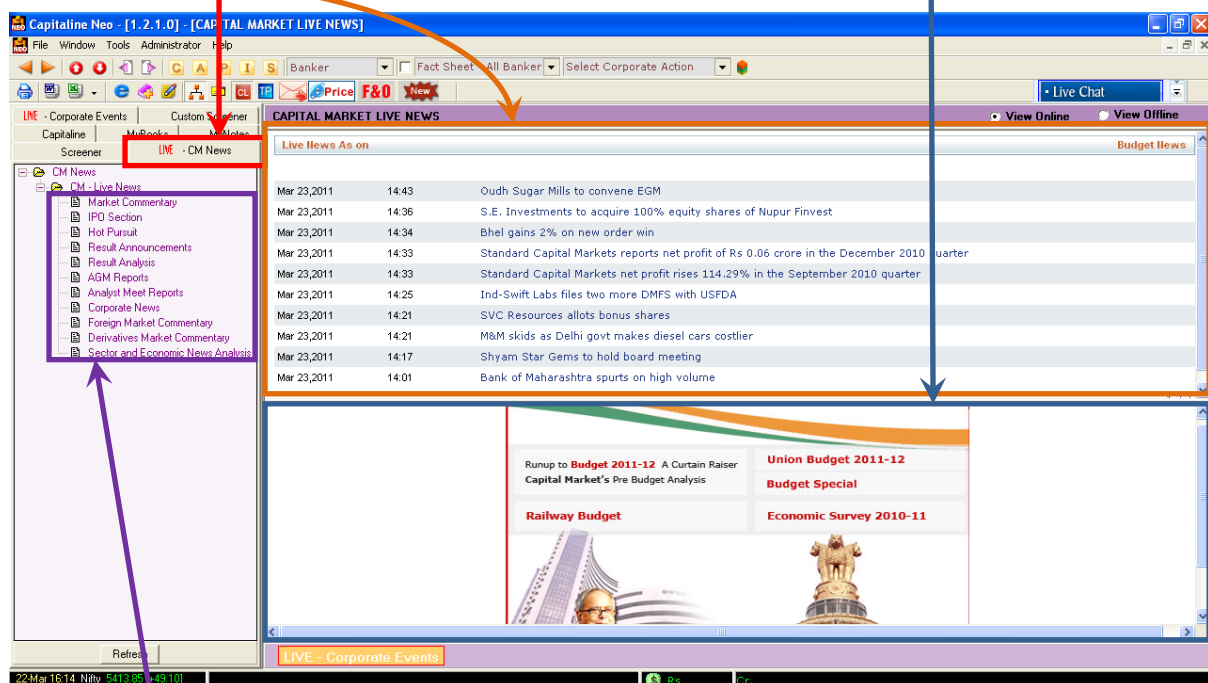 Capitaline Neo - [1.2.1.0] - [CAPITAL MARKET LIVE NEWS]
File Window Tools Administrator Help
C A P I S Banker Fact Sheet - All Banker Select Corporate Action
CL TP Price F&O New • Live Chat
LIVE - Corporate Events Custom Screener
Capitaline MyBooks MyNotes
Screener LIVE - CM News
CM News
CM - Live News
Market Commentary
IPO Section
Hot Pursuit
Result Announcements
Result Analysis
AGM Reports
Analyst Meet Reports
Corporate News
Foreign Market Commentary
Derivatives Market Commentary
Sector and Economic News Analysis
Refresh
CAPITAL MARKET LIVE NEWS View Online View Offline
Live News As on Budget News
Mar 23,2011 14:43 Oudh Sugar Mills to convene EGM
Mar 23,2011 14:36 S.E. Investments to acquire 100% equity shares of Nupur Finvest
Mar 23,2011 14:34 Bhel gains 2% on new order win
Mar 23,2011 14:33 Standard Capital Markets reports net profit of Rs 0.06 crore in the December 2010 quarter
Mar 23,2011 14:33 Standard Capital Markets net profit rises 114.29% in the September 2010 quarter
Mar 23,2011 14:25 Ind-Swift Labs files two more DMFS with USFDA
Mar 23,2011 14:21 SVC Resources allots bonus shares
Mar 23,2011 14:21 M&M skids as Delhi govt makes diesel cars costlier
Mar 23,2011 14:17 Shyam Star Gems to hold board meeting
Mar 23,2011 14:01 Bank of Maharashtra spurts on high volume
Runup to Budget 2011-12 A Curtain Raiser
Capital Market's Pre Budget Analysis
Union Budget 2011-12
Budget Special
Railway Budget Economic Survey 2010-11
LIVE - Corporate Events
22-Mar 16:14 Nifty 5413.85 [+49.10] Rs. Cr.